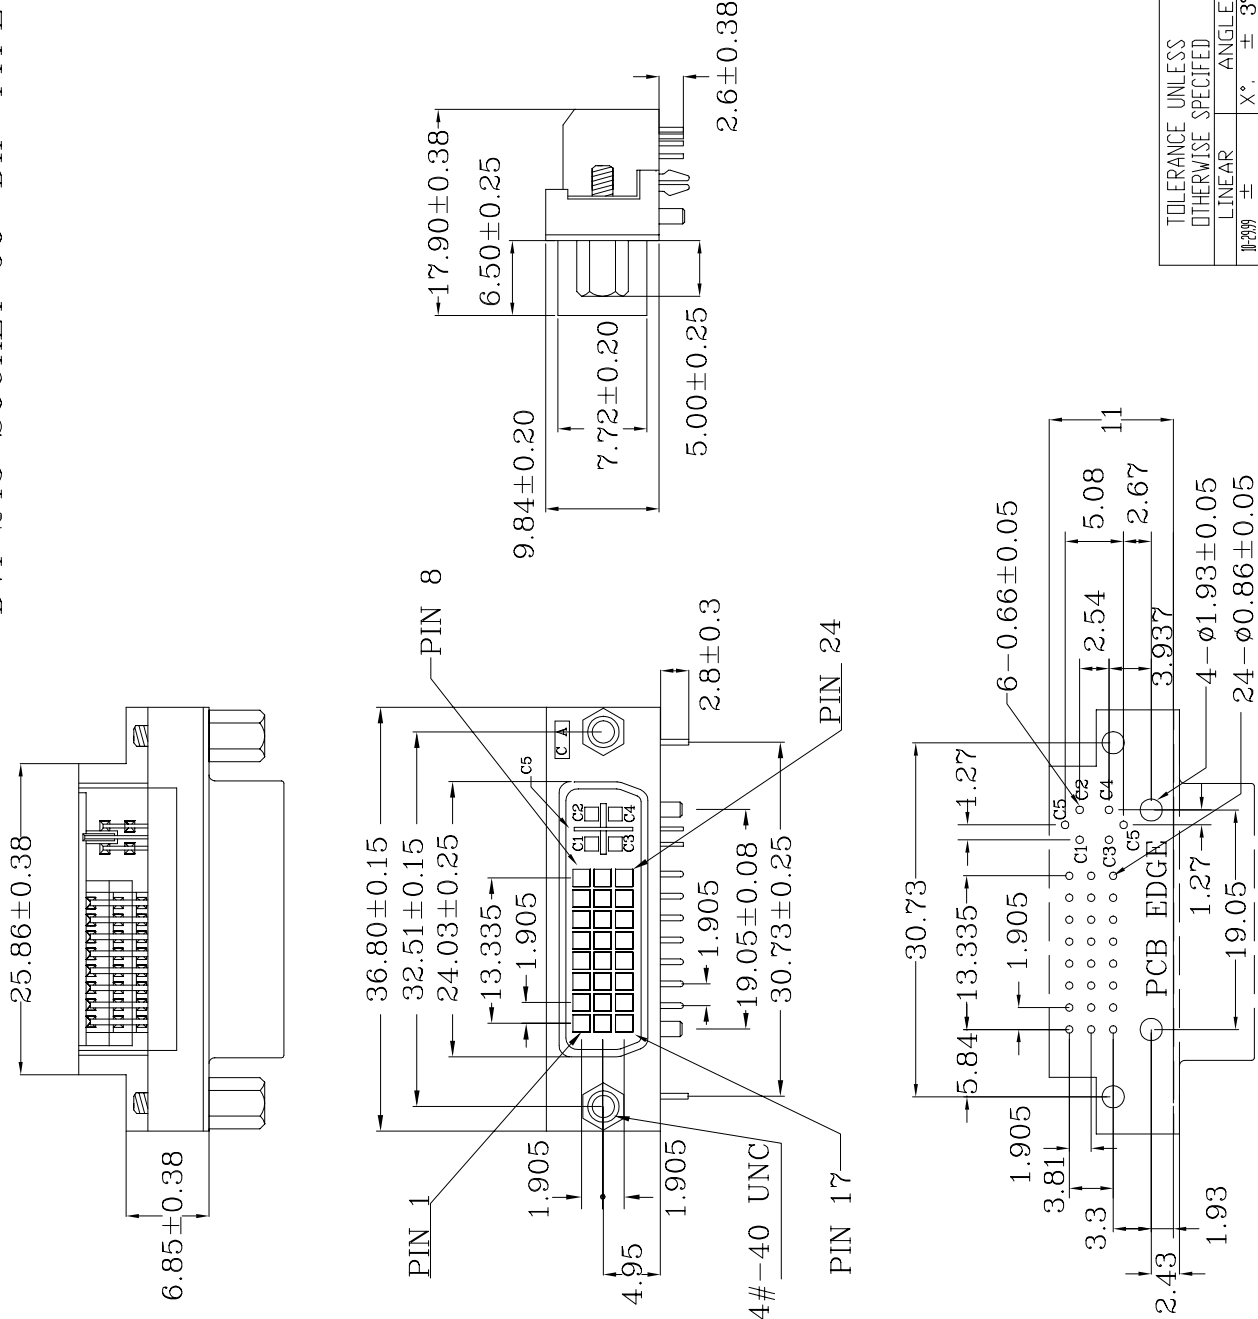 25.86±0.38
6.85±0.38
17.90±0.38
6.50±0.25
2.6±0.38
9.84±0.20
7.72±0.20
5.00±0.25
TOLERANCE UNLESS
OTHERWISE SPECIFED
LINEAR
ANGLE
10-29.99 ±
X°. ± 3°
PIN 8
36.80±0.15
32.51±0.15
24.03±0.25
13.335
1.905
C A
C5
C1
C2
C3
C4
2.8±0.3
PIN 24
1.905
19.05±0.08
30.73±0.25
PIN 1
1.905
1.905
4.95
4#-40 UNC
PIN 17
6-0.66±0.05
11
5.08
2.67
2.54
3.937
4-ø1.93±0.05
24-ø0.86±0.05
30.73
1.27
5.84
13.335
1.905
C5
C2
C4
C1
C3
C5
PCB EDGE
1.27
19.05
1.905
3.81
3.3
1.93
2.43